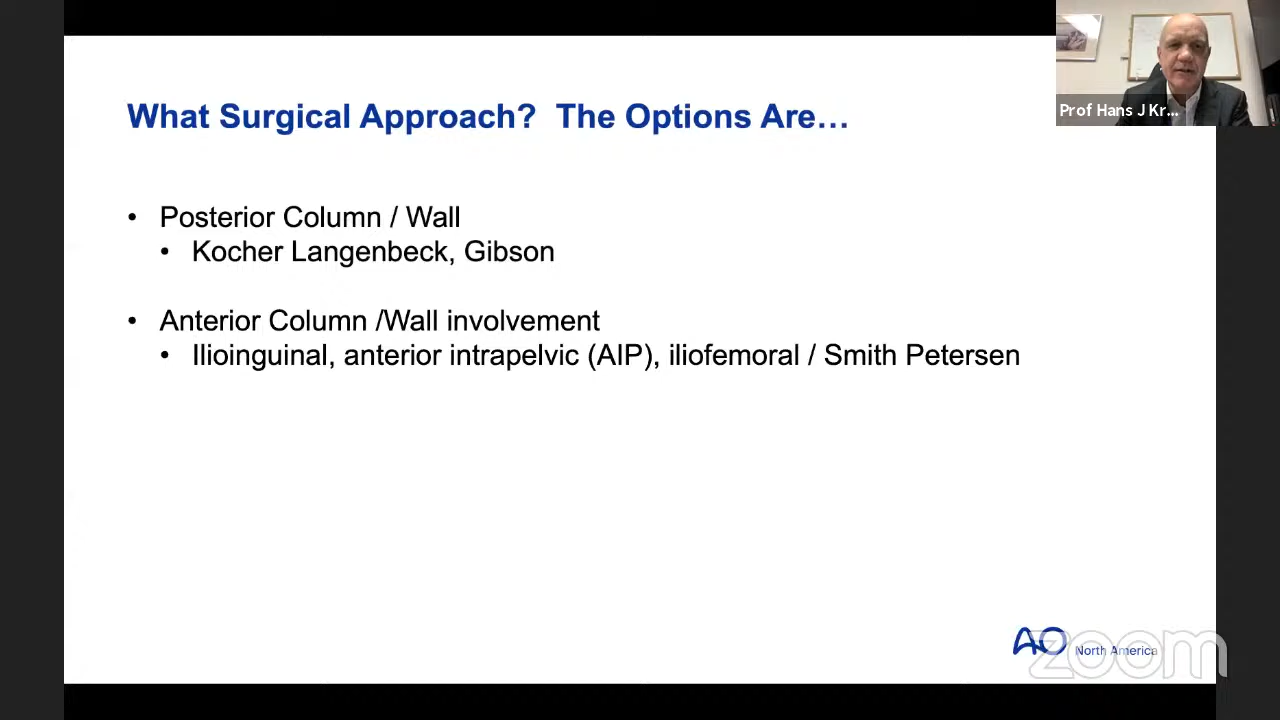 Prof Hans J Kr...
What Surgical Approach? The Options Are...
• Posterior Column / Wall
• Kocher Langenbeck, Gibson
• Anterior Column /Wall involvement
• Ilioinguinal, anterior intrapelvic (AIP), iliofemoral / Smith Petersen
AO North America
zoom